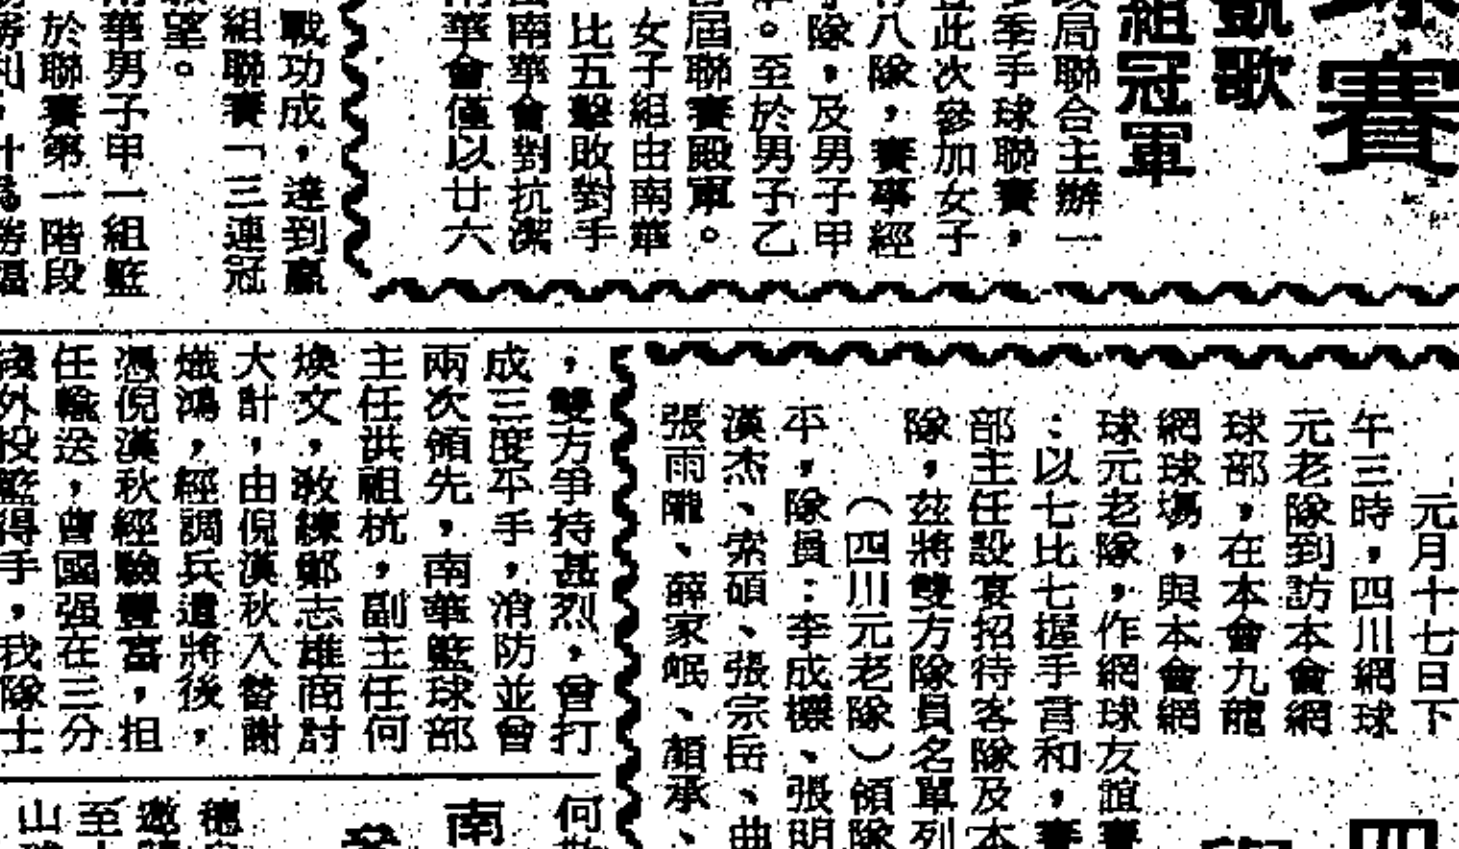 賽
凱歌
組冠軍
局聯合主辦一
季手球聯賽，
此次參加女子
八隊，賽事經
隊，及男子甲
。至於男子乙
屆聯賽殿軍。
女子組由南華
比五擊敗對手
南華會對抗潔
華會僅以廿六
戰功成，達到贏
組聯賽「三連冠
望。
華男子甲一組籃
於聯賽第一階段
元月十七日下
午三時，四川網球
元老隊到訪本會網
球部，在本會九龍
網球場，與本會網
球元老隊，作網球友誼賽
：以七比七握手言和，賽
部主任設宴招待客隊及本
隊，茲將雙方隊員名單列
（四川元老隊）領隊
平，隊員：李成機、張明
漢杰、索碩、張宗岳、曲
張雨隴、薛家岷、顏承、
，雙方爭持甚烈，曾打
成三度平手，消防並曾
兩次領先，南華籃球部
主任洪祖杭，副主任何
煥文，教練鄭志雄商討
大計，由倪漢秋入替謝
熾鴻，經調兵遣將後，
憑倪漢秋經驗豐富，担
任輸送，曾國强在三分
綫外投籃得手，我隊士
四
何
南
穗
邀
至
山